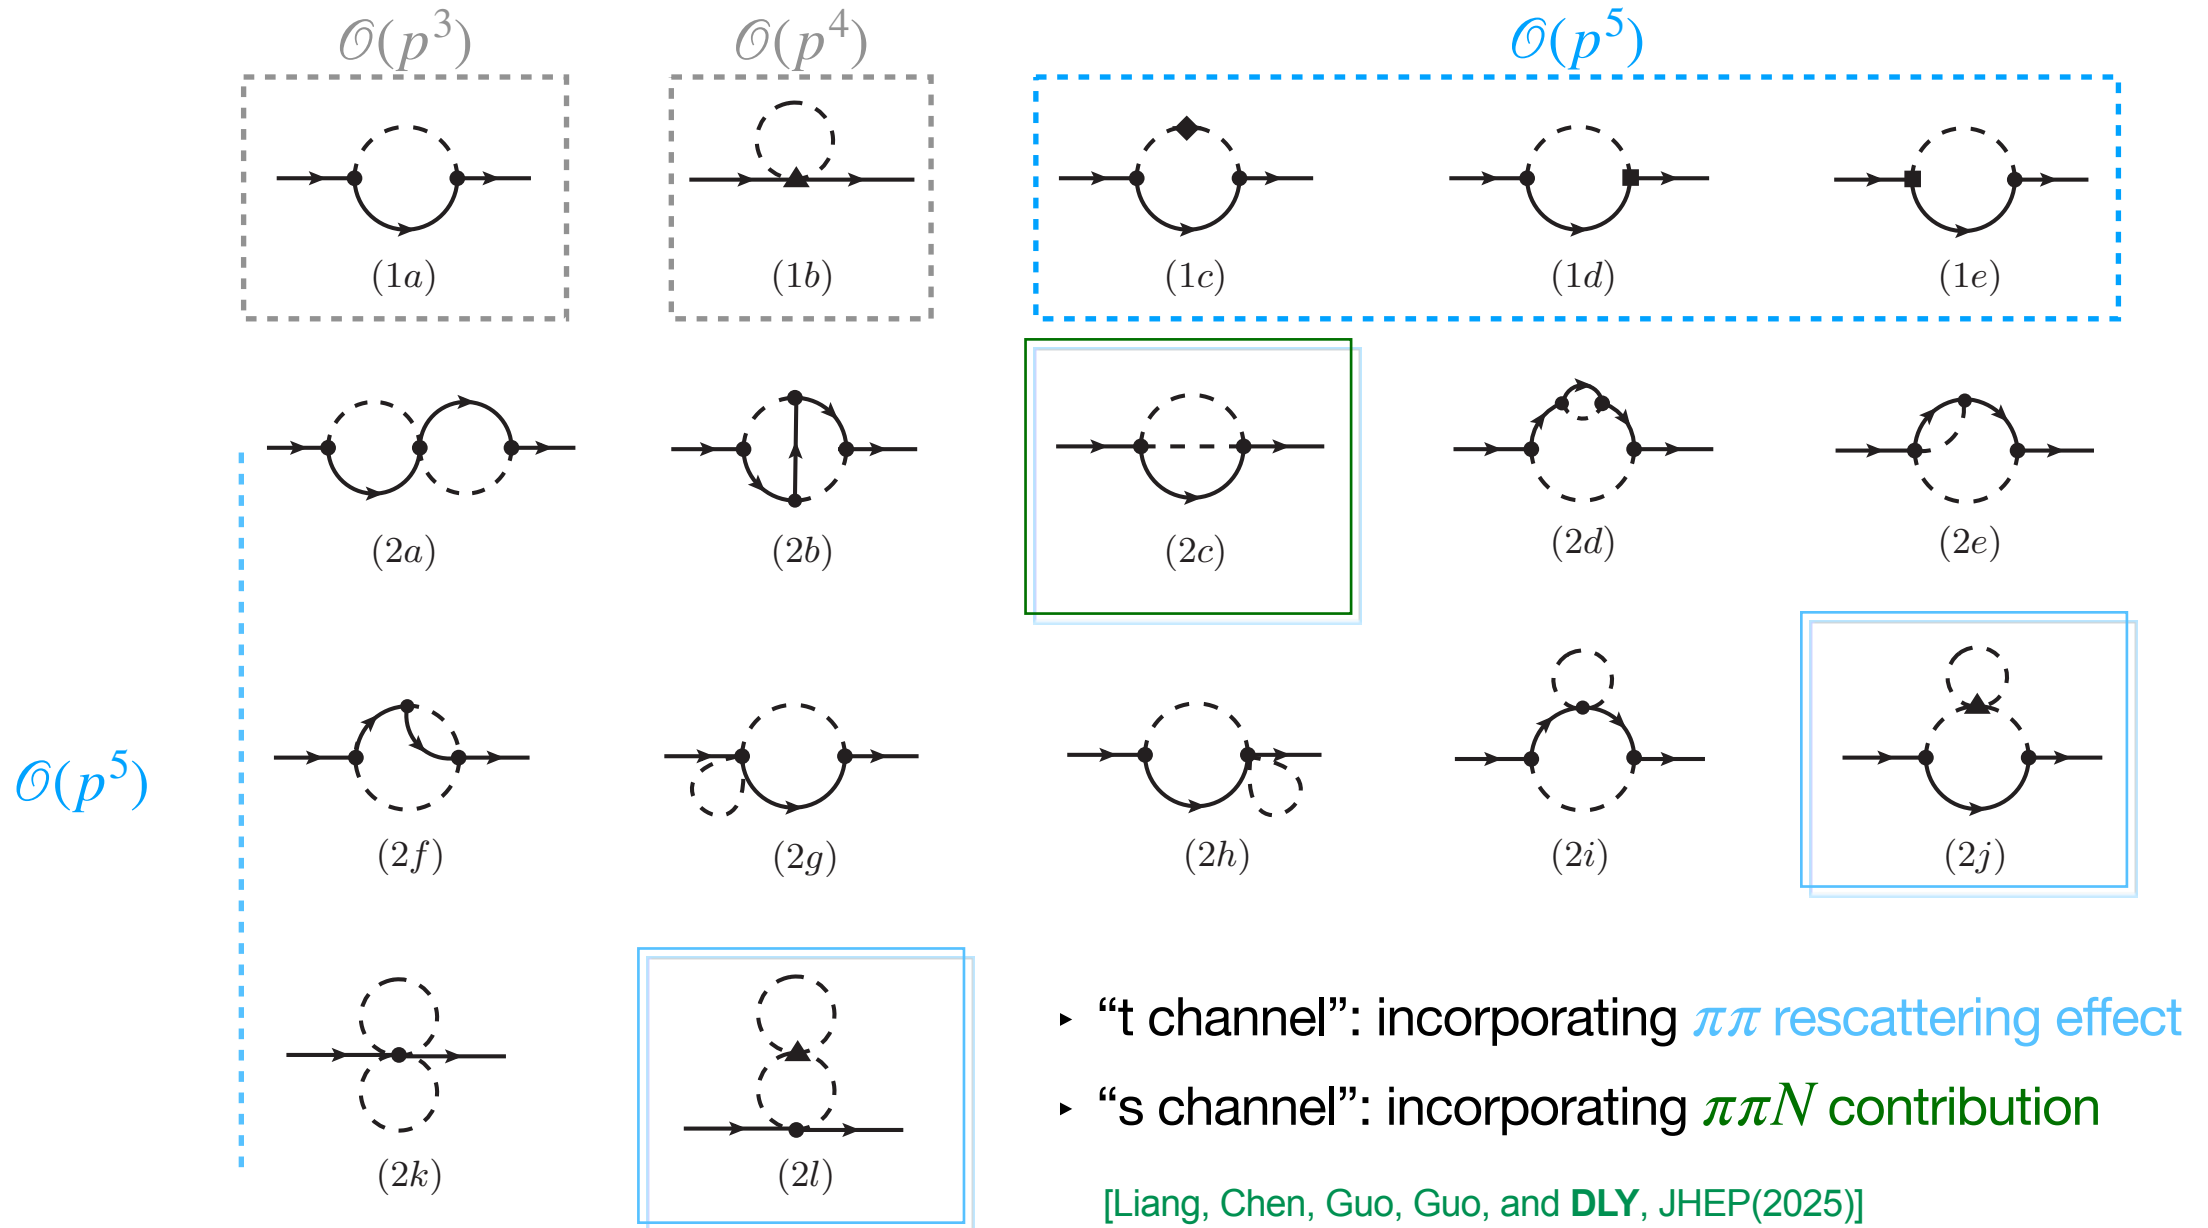 𝒪(p³) 𝒪(p⁴) 𝒪(p⁵)
(1a) (1b) (1c) (1d) (1e)
(2a) (2b) (2c) (2d) (2e)
𝒪(p⁵)
(2f) (2g) (2h) (2i) (2j)
‣ “t channel”: incorporating ππ rescattering effect
‣ “s channel”: incorporating ππN contribution
(2k) (2l)
[Liang, Chen, Guo, Guo, and DLY, JHEP(2025)]